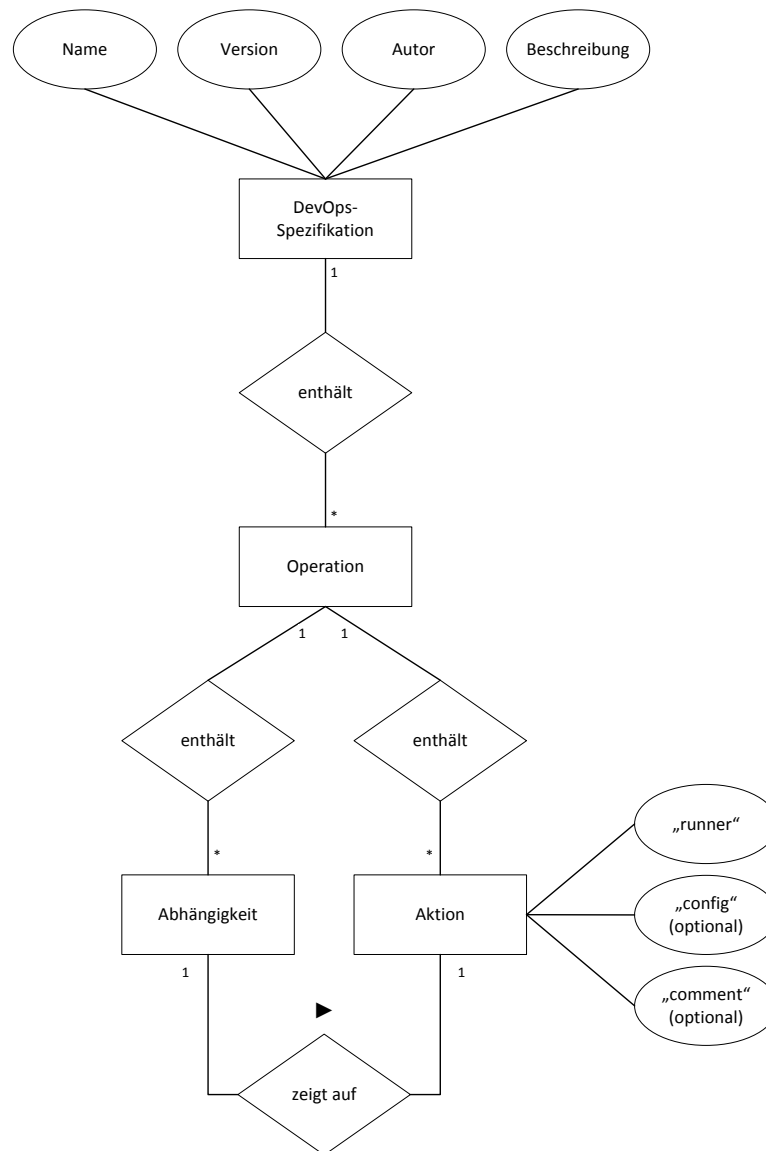 Name
Version
Autor
Beschreibung
DevOps-
Spezifikation
1
enthält
*
Operation
1
1
enthält
enthält
*
*
Abhängigkeit
Aktion
„runner“
„config“
(optional)
„comment“
(optional)
1
1
zeigt auf